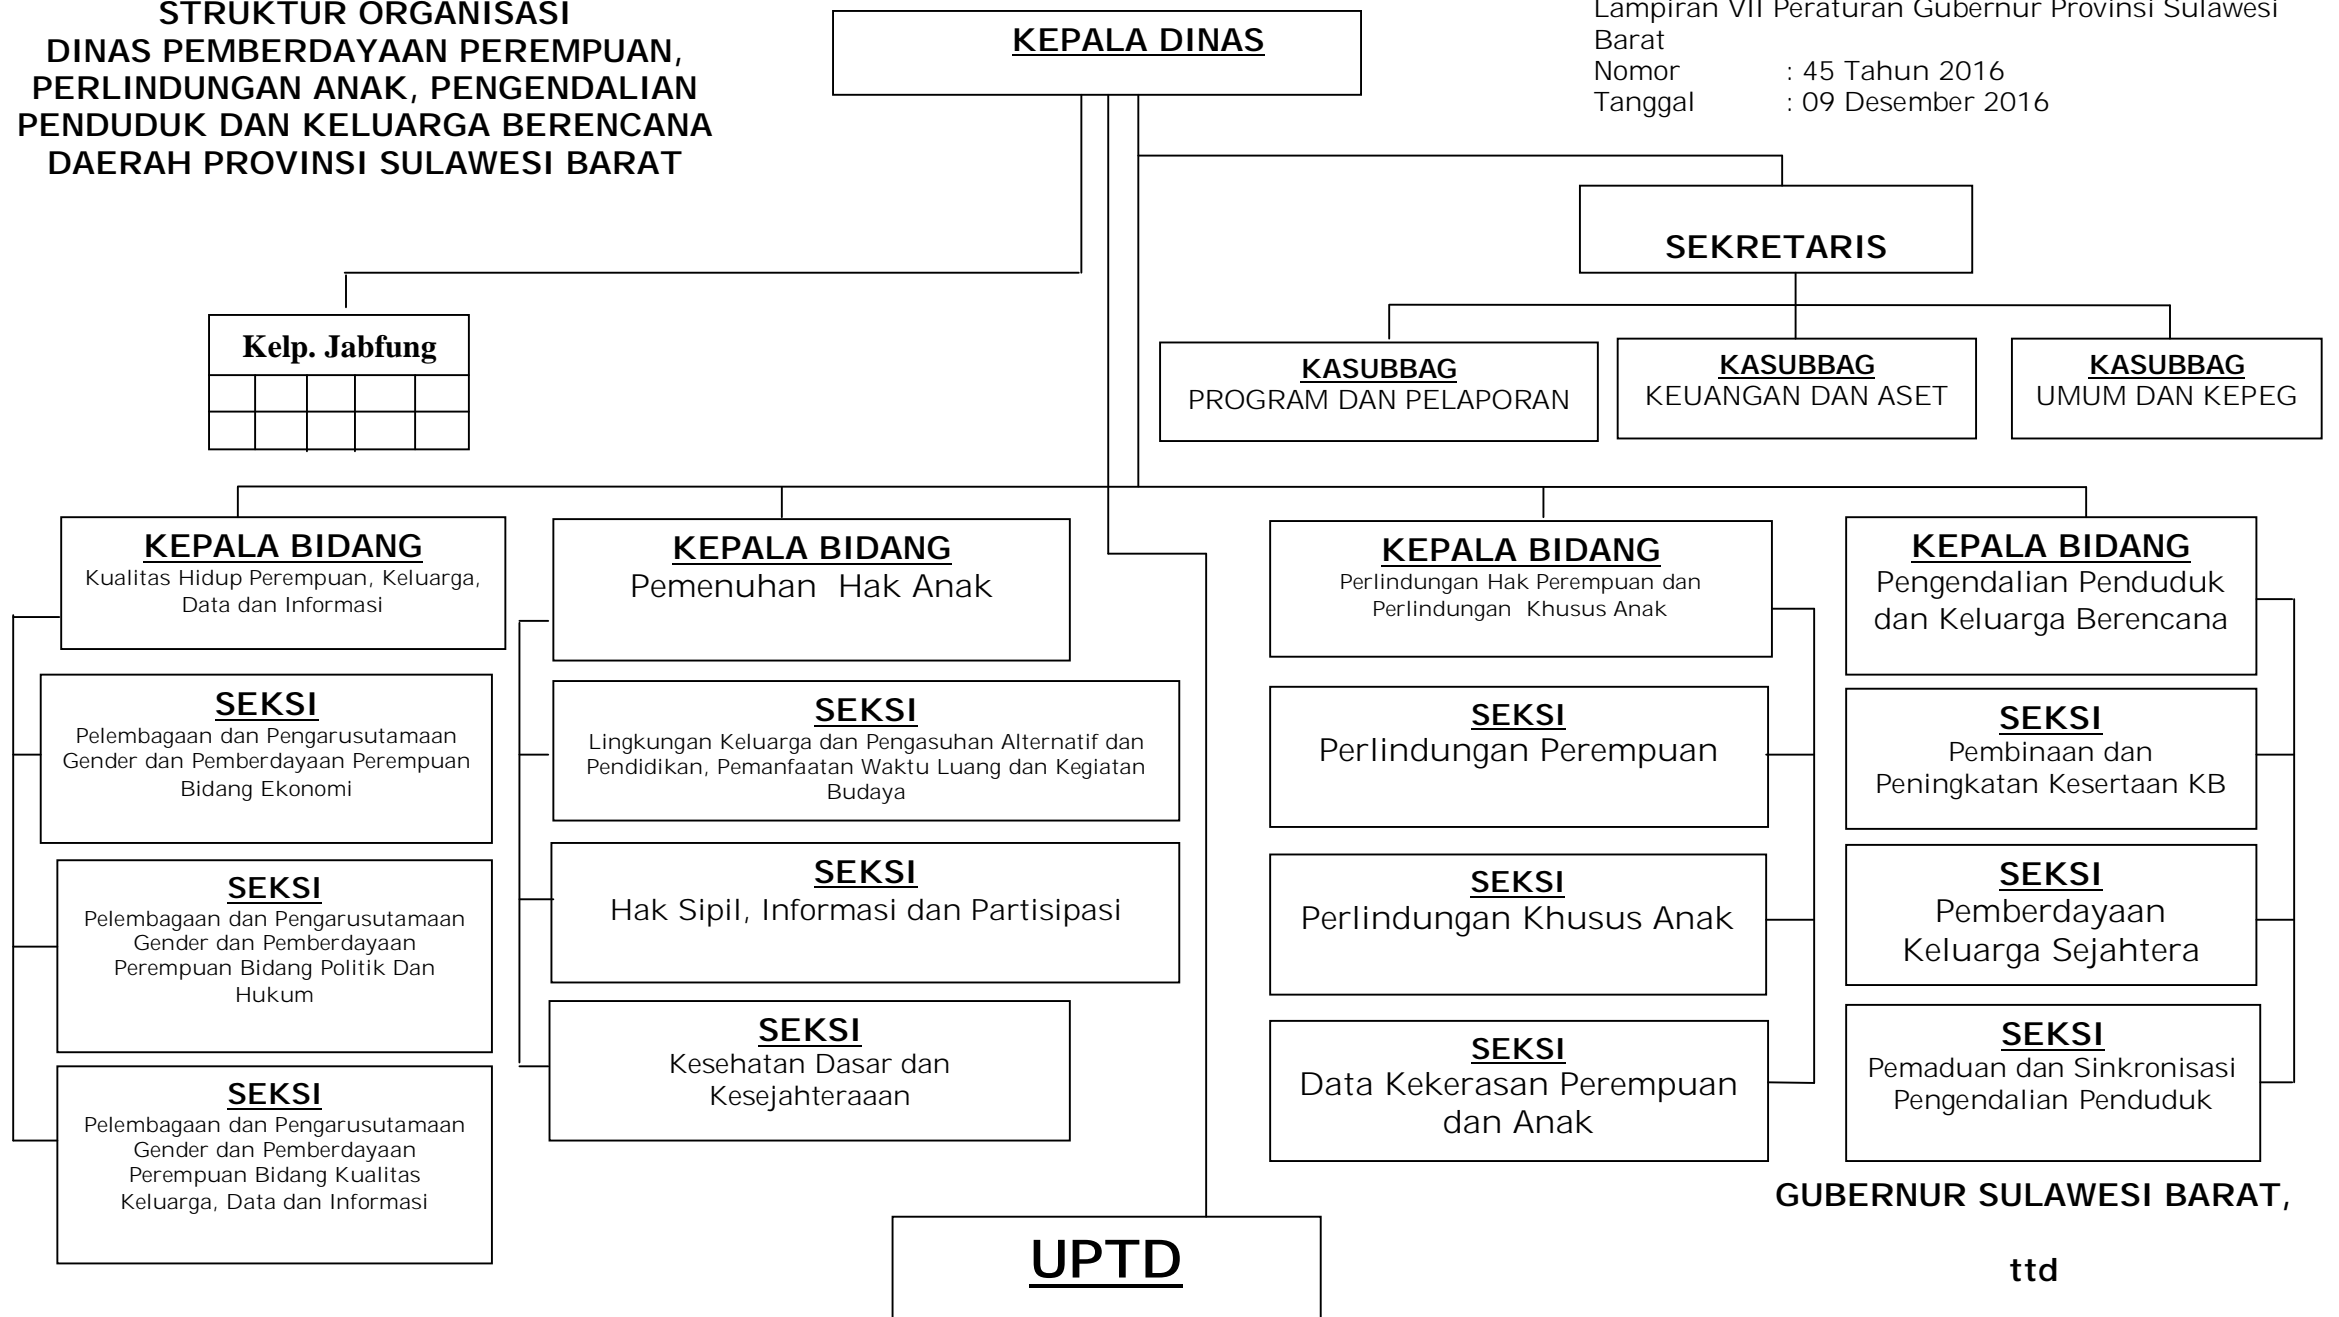 STRUKTUR ORGANISASI
DINAS PEMBERDAYAAN PEREMPUAN,
PERLINDUNGAN ANAK, PENGENDALIAN
PENDUDUK DAN KELUARGA BERENCANA
DAERAH PROVINSI SULAWESI BARAT
KEPALA DINAS
Lampiran VII Peraturan Gubernur Provinsi Sulawesi
Barat
Nomor : 45 Tahun 2016
Tanggal : 09 Desember 2016
SEKRETARIS
Kelp. Jabfung
KASUBBAG
PROGRAM DAN PELAPORAN
KASUBBAG
KEUANGAN DAN ASET
KASUBBAG
UMUM DAN KEPEG
KEPALA BIDANG
Kualitas Hidup Perempuan, Keluarga,
Data dan Informasi
SEKSI
Pelembagaan dan Pengarusutamaan
Gender dan Pemberdayaan Perempuan
Bidang Ekonomi
SEKSI
Pelembagaan dan Pengarusutamaan
Gender dan Pemberdayaan
Perempuan Bidang Politik Dan
Hukum
SEKSI
Pelembagaan dan Pengarusutamaan
Gender dan Pemberdayaan
Perempuan Bidang Kualitas
Keluarga, Data dan Informasi
KEPALA BIDANG
Pemenuhan Hak Anak
SEKSI
Lingkungan Keluarga dan Pengasuhan Alternatif dan
Pendidikan, Pemanfaatan Waktu Luang dan Kegiatan
Budaya
SEKSI
Hak Sipil, Informasi dan Partisipasi
SEKSI
Kesehatan Dasar dan
Kesejahteraaan
KEPALA BIDANG
Perlindungan Hak Perempuan dan
Perlindungan Khusus Anak
SEKSI
Perlindungan Perempuan
SEKSI
Perlindungan Khusus Anak
SEKSI
Data Kekerasan Perempuan
dan Anak
KEPALA BIDANG
Pengendalian Penduduk
dan Keluarga Berencana
SEKSI
Pembinaan dan
Peningkatan Kesertaan KB
SEKSI
Pemberdayaan
Keluarga Sejahtera
SEKSI
Pemaduan dan Sinkronisasi
Pengendalian Penduduk
UPTD
GUBERNUR SULAWESI BARAT,
ttd